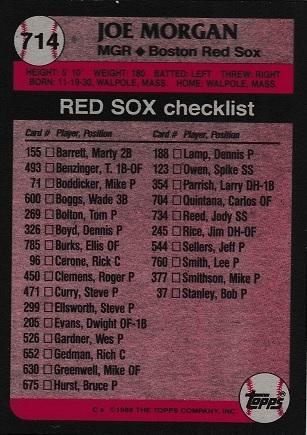 714
JOE MORGAN
MGR ◆ Boston Red Sox
HEIGHT: 5' 10" WEIGHT: 180 BATTED: LEFT THREW: RIGHT
BORN: 11-19-30, WALPOLE, MASS. HOME: WALPOLE, MASS.
RED SOX checklist
Card # Player, Position
155 □ Barrett, Marty 2B
493 □ Benzinger, T. 1B-OF
71 □ Boddicker, Mike P
600 □ Boggs, Wade 3B
269 □ Bolton, Tom P
326 □ Boyd, Dennis P
785 □ Burks, Ellis OF
96 □ Cerone, Rick C
450 □ Clemens, Roger P
471 □ Curry, Steve P
299 □ Ellsworth, Steve P
205 □ Evans, Dwight OF-1B
526 □ Gardner, Wes P
652 □ Gedman, Rich C
630 □ Greenwell, Mike OF
675 □ Hurst, Bruce P
Card # Player, Position
188 □ Lamp, Dennis P
123 □ Owen, Spike SS
354 □ Parrish, Larry DH-1B
704 □ Quintana, Carlos OF
734 □ Reed, Jody SS
245 □ Rice, Jim DH-OF
544 □ Sellers, Jeff P
760 □ Smith, Lee P
377 □ Smithson, Mike P
37 □ Stanley, Bob P
TOPPS
© 1989 THE TOPPS COMPANY, INC.